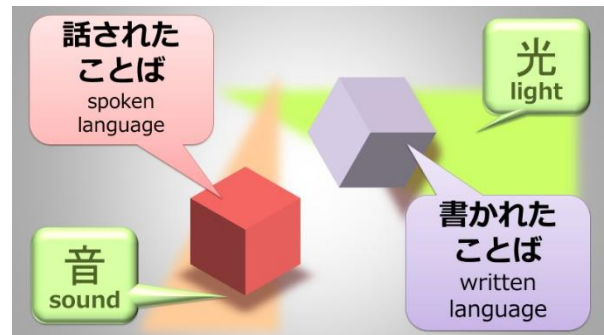 話された
ことば
spoken
language
光
light
音
sound
書かれた
ことば
written
language